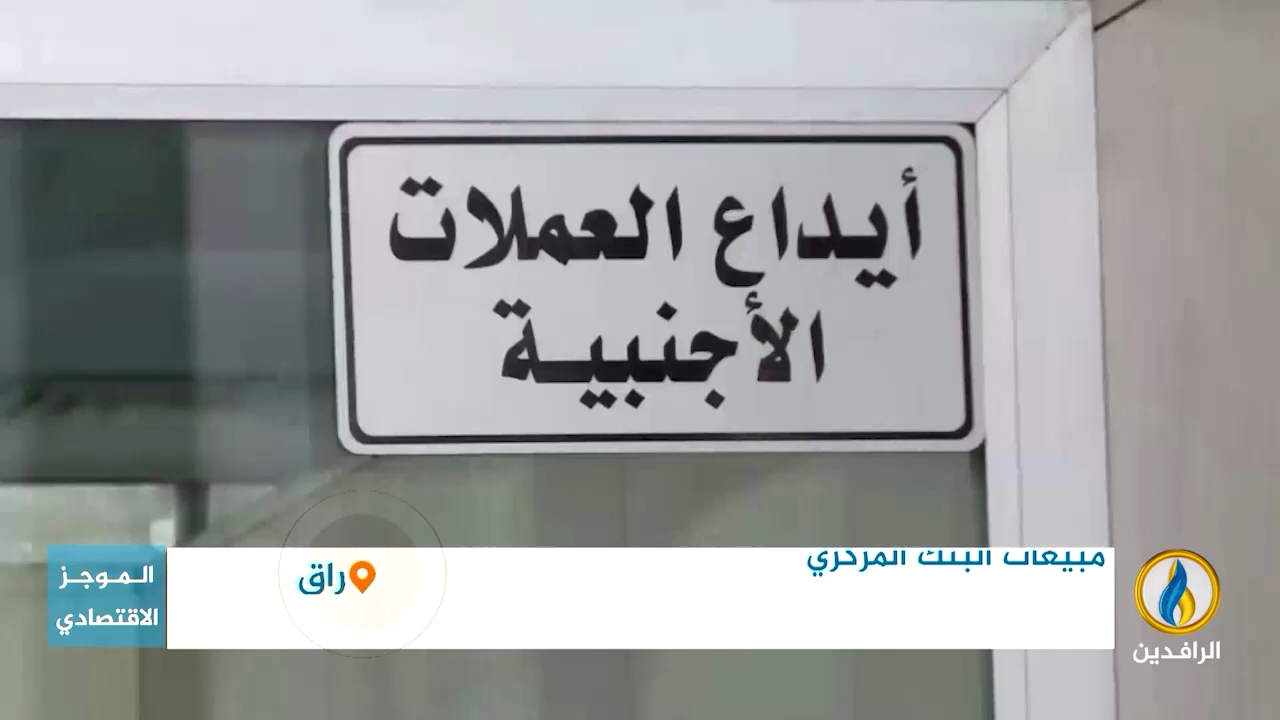 أيداع العملات
الأجنبية
مبيعات البنك المركزي
راق
الموجز
الاقتصادي
الرافدين